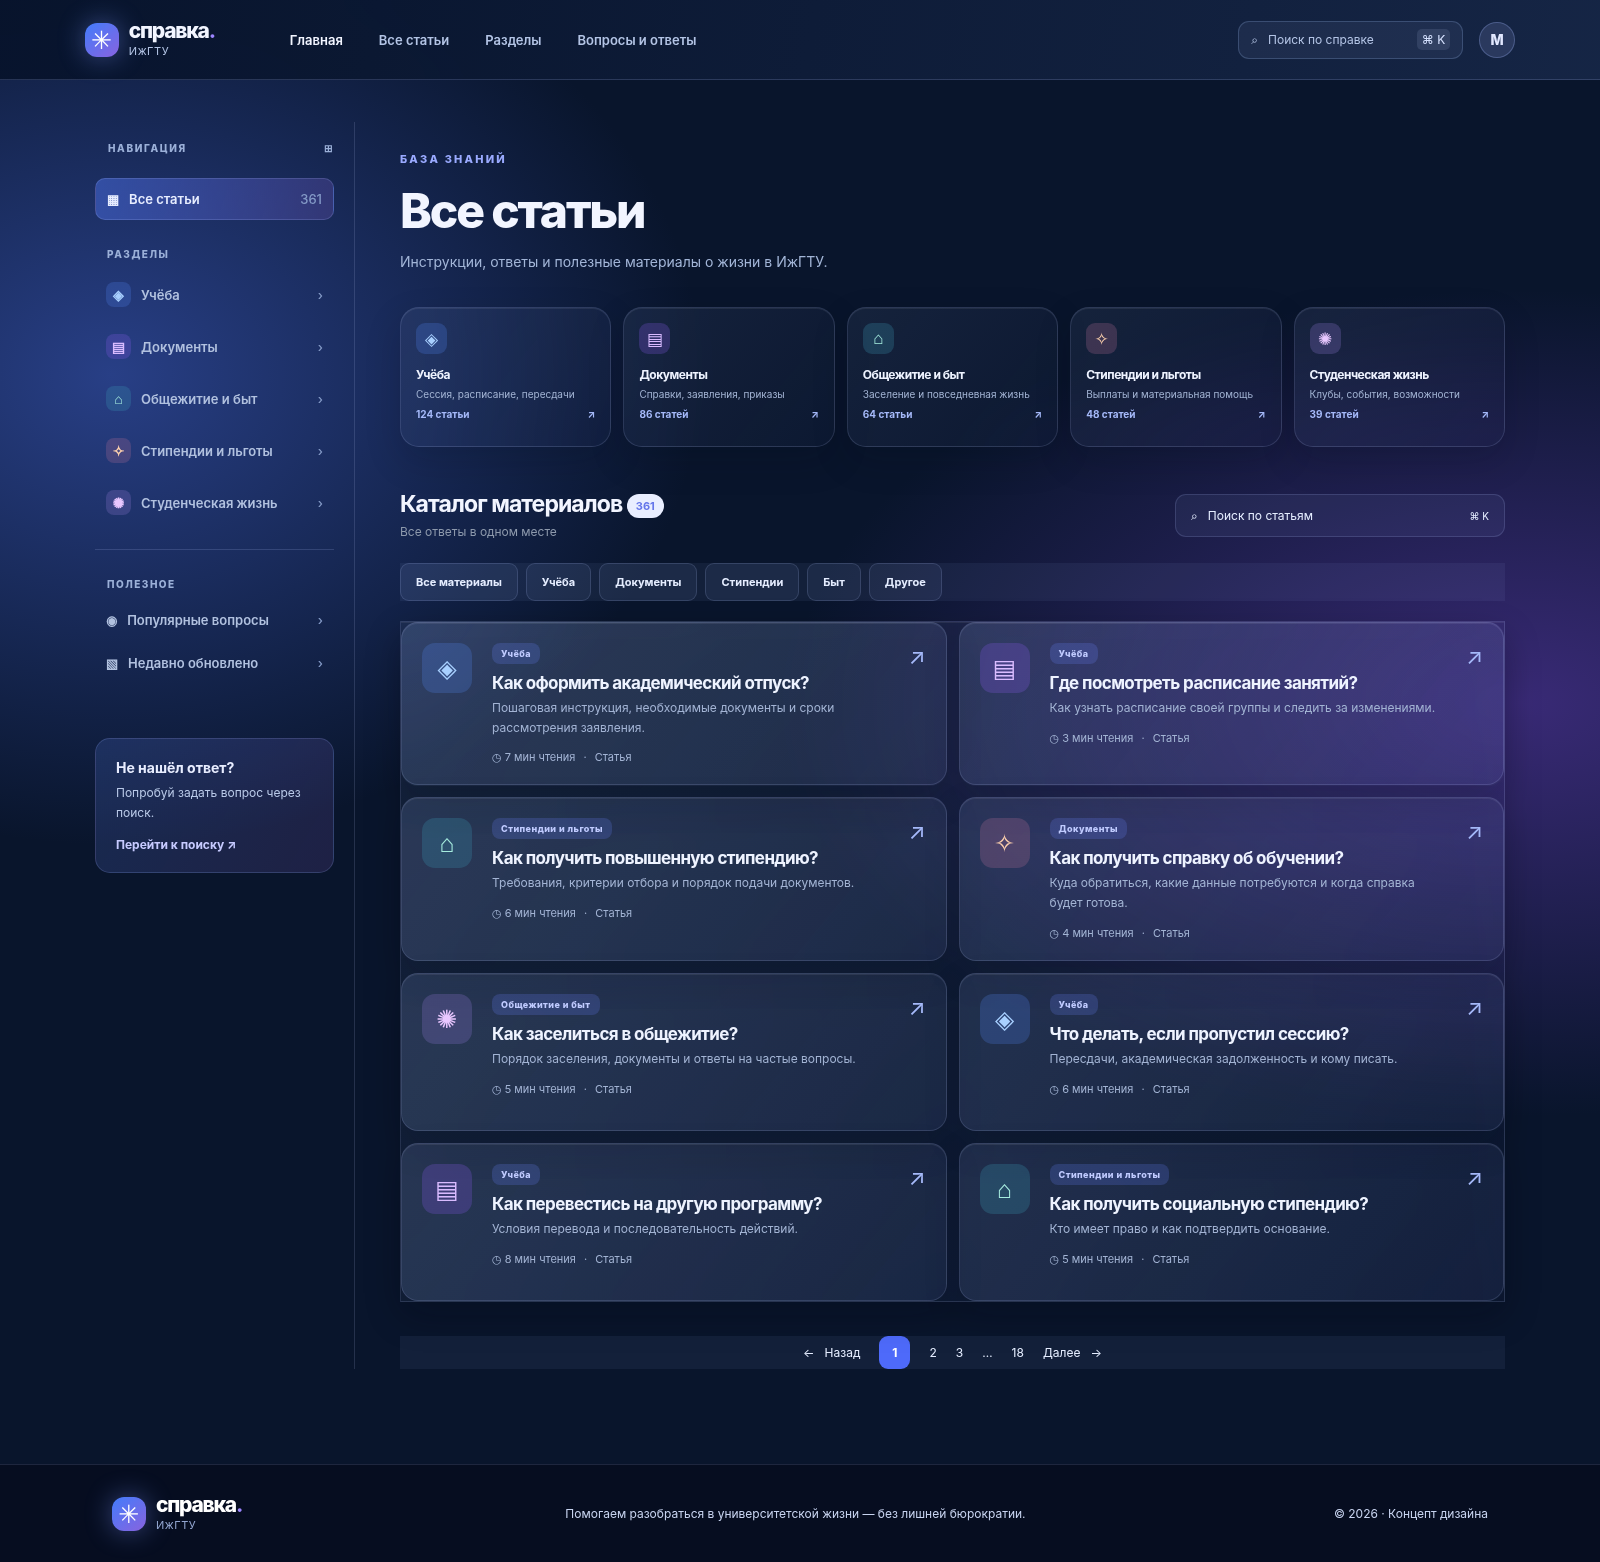 справка.
ИжГТУ
Главная
Все статьи
Разделы
Вопросы и ответы
Поиск по справке
⌘ K
М
НАВИГАЦИЯ
Все статьи
361
РАЗДЕЛЫ
Учёба
Документы
Общежитие и быт
Стипендии и льготы
Студенческая жизнь
ПОЛЕЗНОЕ
Популярные вопросы
Недавно обновлено
Не нашёл ответ?
Попробуй задать вопрос через
поиск.
Перейти к поиску ↗
БАЗА ЗНАНИЙ
Все статьи
Инструкции, ответы и полезные материалы о жизни в ИжГТУ.
Учёба
Сессия, расписание, пересдачи
124 статьи ↗
Документы
Справки, заявления, приказы
86 статей ↗
Общежитие и быт
Заселение и повседневная жизнь
64 статьи ↗
Стипендии и льготы
Выплаты и материальная помощь
48 статей ↗
Студенческая жизнь
Клубы, события, возможности
39 статей ↗
Каталог материалов 361
Все ответы в одном месте
Поиск по статьям
⌘ K
Все материалы
Учёба
Документы
Стипендии
Быт
Другое
Учёба
Как оформить академический отпуск?
Пошаговая инструкция, необходимые документы и сроки
рассмотрения заявления.
7 мин чтения · Статья
Учёба
Где посмотреть расписание занятий?
Как узнать расписание своей группы и следить за изменениями.
3 мин чтения · Статья
Стипендии и льготы
Как получить повышенную стипендию?
Требования, критерии отбора и порядок подачи документов.
6 мин чтения · Статья
Документы
Как получить справку об обучении?
Куда обратиться, какие данные потребуются и когда справка
будет готова.
4 мин чтения · Статья
Общежитие и быт
Как заселиться в общежитие?
Порядок заселения, документы и ответы на частые вопросы.
5 мин чтения · Статья
Учёба
Что делать, если пропустил сессию?
Пересдачи, академическая задолженность и кому писать.
6 мин чтения · Статья
Учёба
Как перевестись на другую программу?
Условия перевода и последовательность действий.
8 мин чтения · Статья
Стипендии и льготы
Как получить социальную стипендию?
Кто имеет право и как подтвердить основание.
5 мин чтения · Статья
← Назад 1 2 3 ... 18 Далее →
справка.
ИжГТУ
Помогаем разобраться в университетской жизни — без лишней бюрократии.
© 2026 · Концепт дизайна